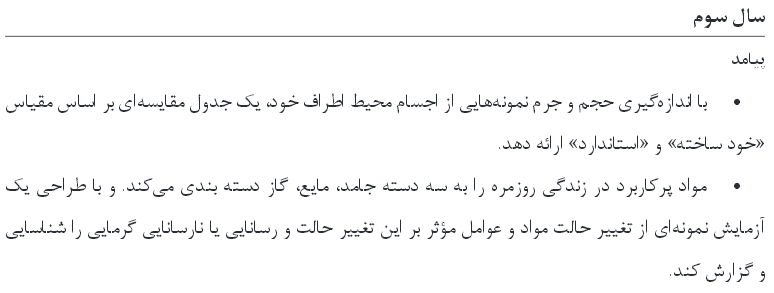 سال سوم
پیامد
• با اندازه‌گیری حجم و جرم نمونه‌هایی از اجسام محیط اطراف خود، یک جدول مقایسه‌ای بر اساس مقیاس
«خود ساخته» و «استاندارد» ارائه دهد.
• مواد پرکاربرد در زندگی روزمره را به سه دسته جامد، مایع، گاز دسته بندی می‌کند. و با طراحی یک
آزمایش نمونه‌ای از تغییر حالت مواد و عوامل مؤثر بر این تغییر حالت و رسانایی یا نارسانایی گرمایی را شناسایی
و گزارش کند.